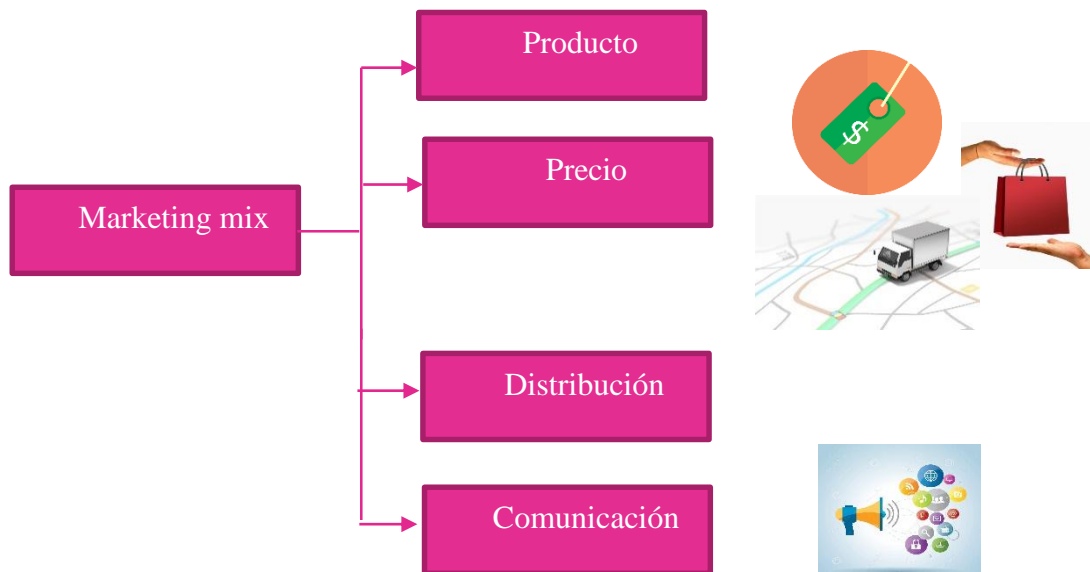 Producto
Precio
Marketing mix
Distribución
Comunicación
$